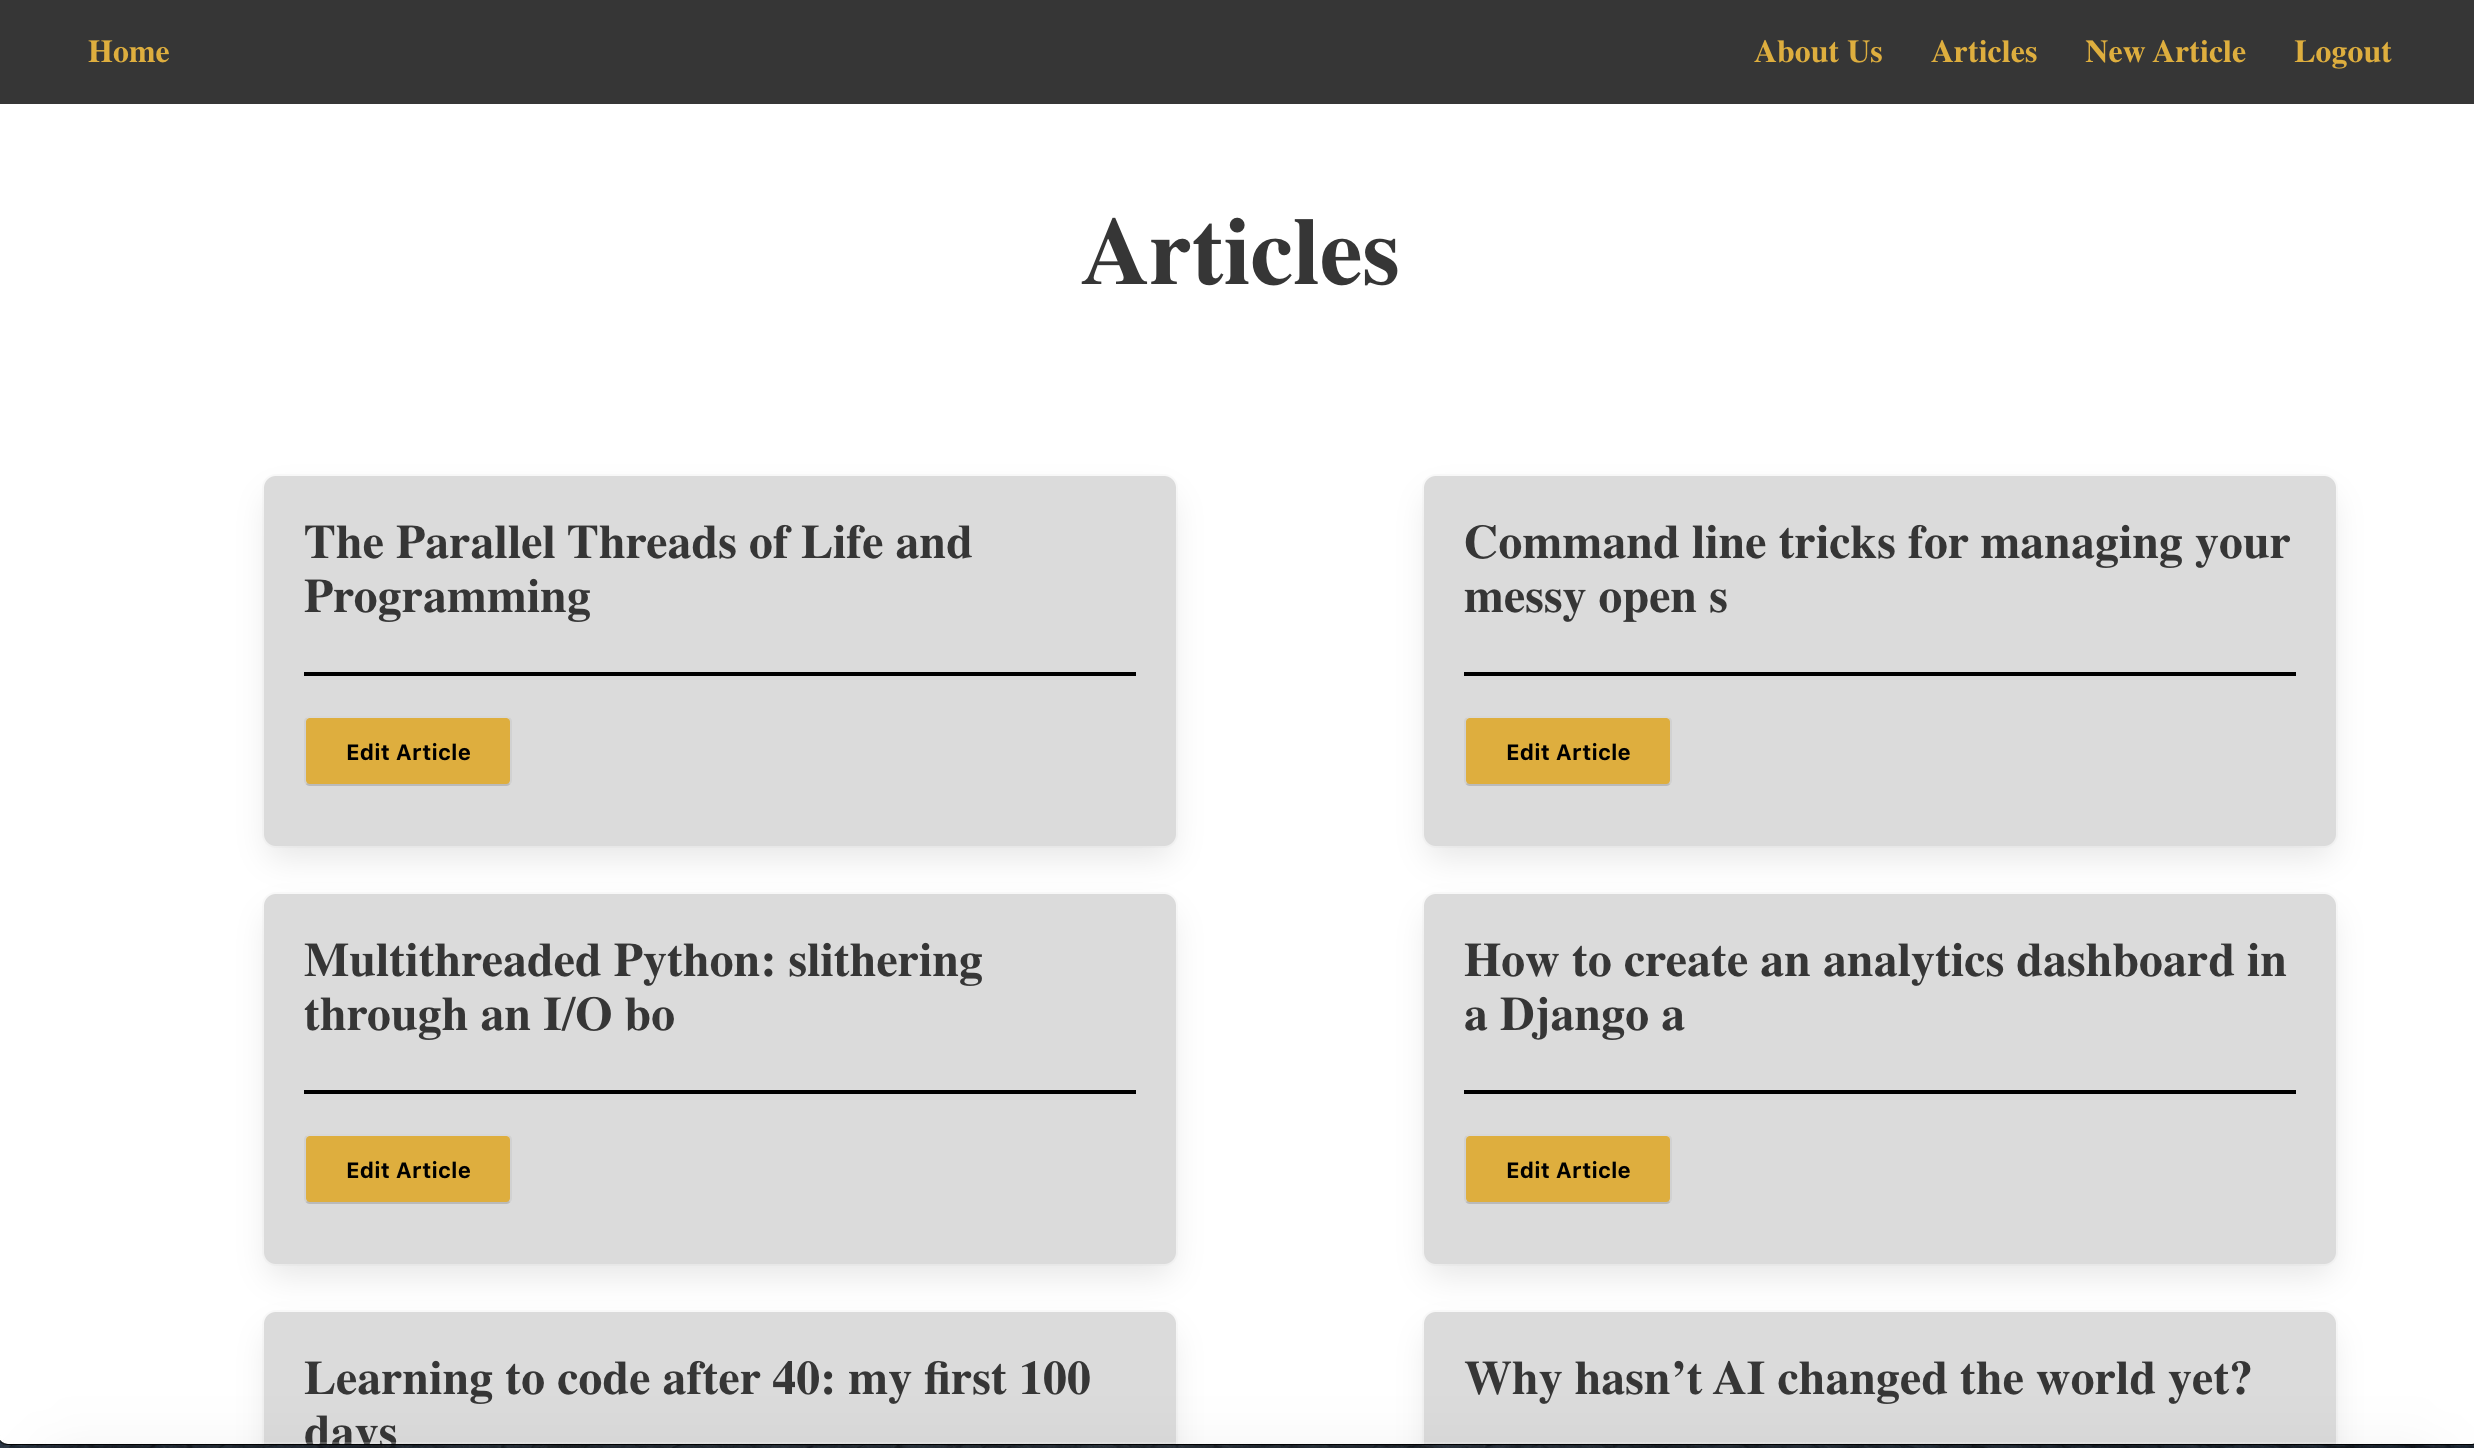 Home
About Us
Articles
New Article
Logout
Articles
The Parallel Threads of Life and
Programming
Edit Article
Command line tricks for managing your
messy open s
Edit Article
Multithreaded Python: slithering
through an I/O bo
Edit Article
How to create an analytics dashboard in
a Django a
Edit Article
Learning to code after 40: my first 100
days
Why hasn’t AI changed the world yet?